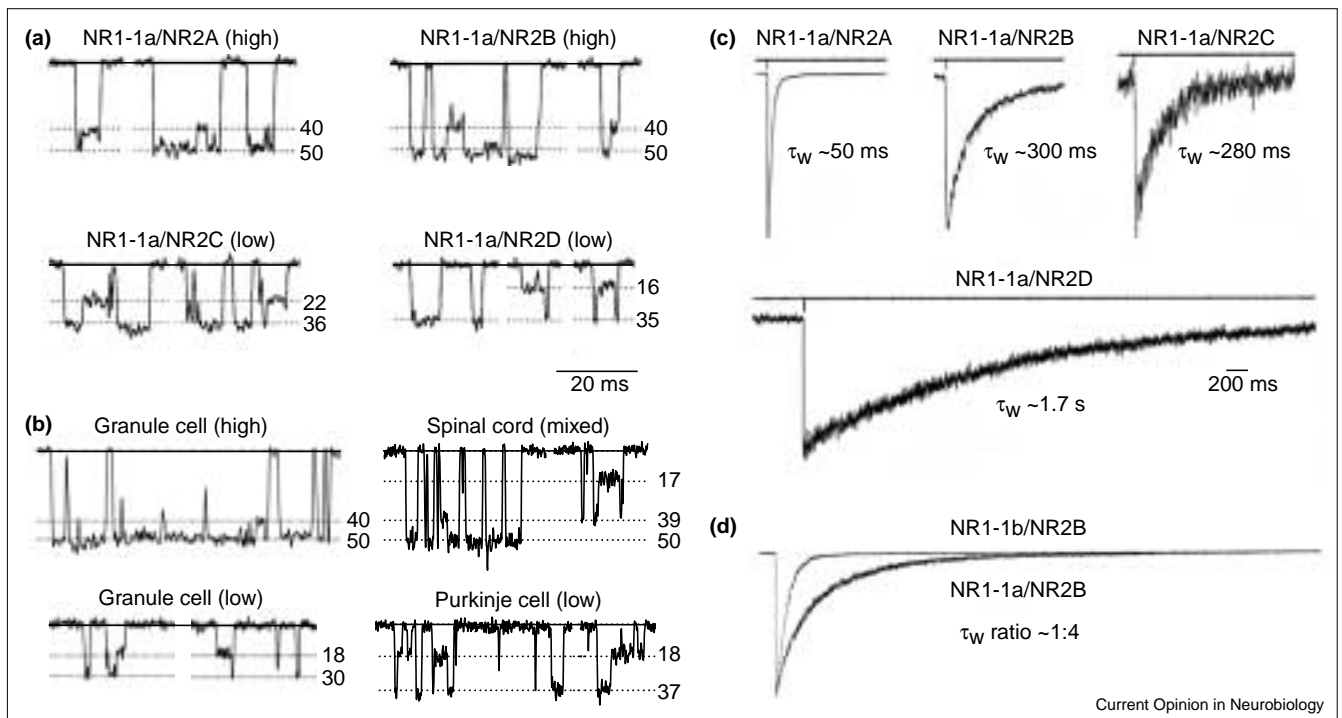 (a)
NR1-1a/NR2A (high)
40
50
NR1-1a/NR2B (high)
40
50
NR1-1a/NR2C (low)
22
36
NR1-1a/NR2D (low)
16
35
20 ms
(b)
Granule cell (high)
40
50
Spinal cord (mixed)
17
39
50
Granule cell (low)
18
30
Purkinje cell (low)
18
37
(c)
NR1-1a/NR2A
τW ~50 ms
NR1-1a/NR2B
τW ~300 ms
NR1-1a/NR2C
τW ~280 ms
NR1-1a/NR2D
τW ~1.7 s
200 ms
(d)
NR1-1b/NR2B
NR1-1a/NR2B
τW ratio ~1:4
Current Opinion in Neurobiology